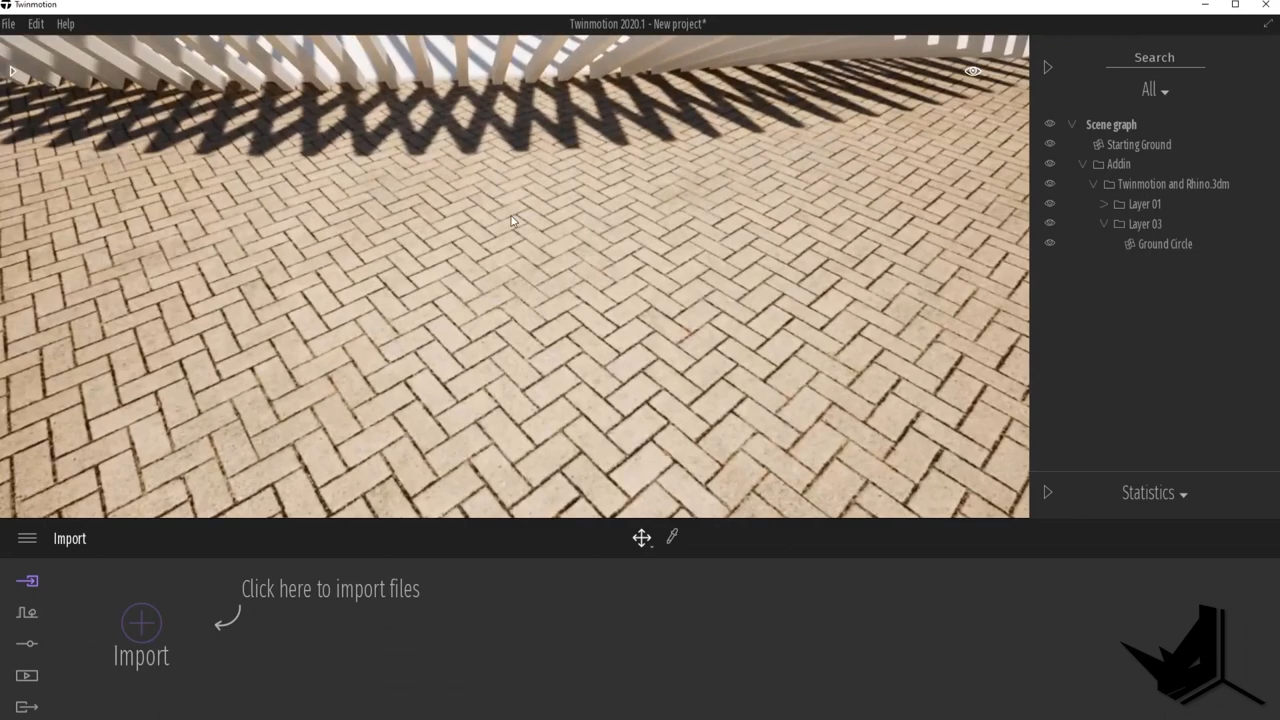 Twinmotion
File Edit Help
Twinmotion 2020.1 - New project*
Search
All
Scene graph
Starting Ground
Addin
Twinmotion and Rhino.3dm
Layer 01
Layer 03
Ground Circle
Statistics
Import
Click here to import files
Import